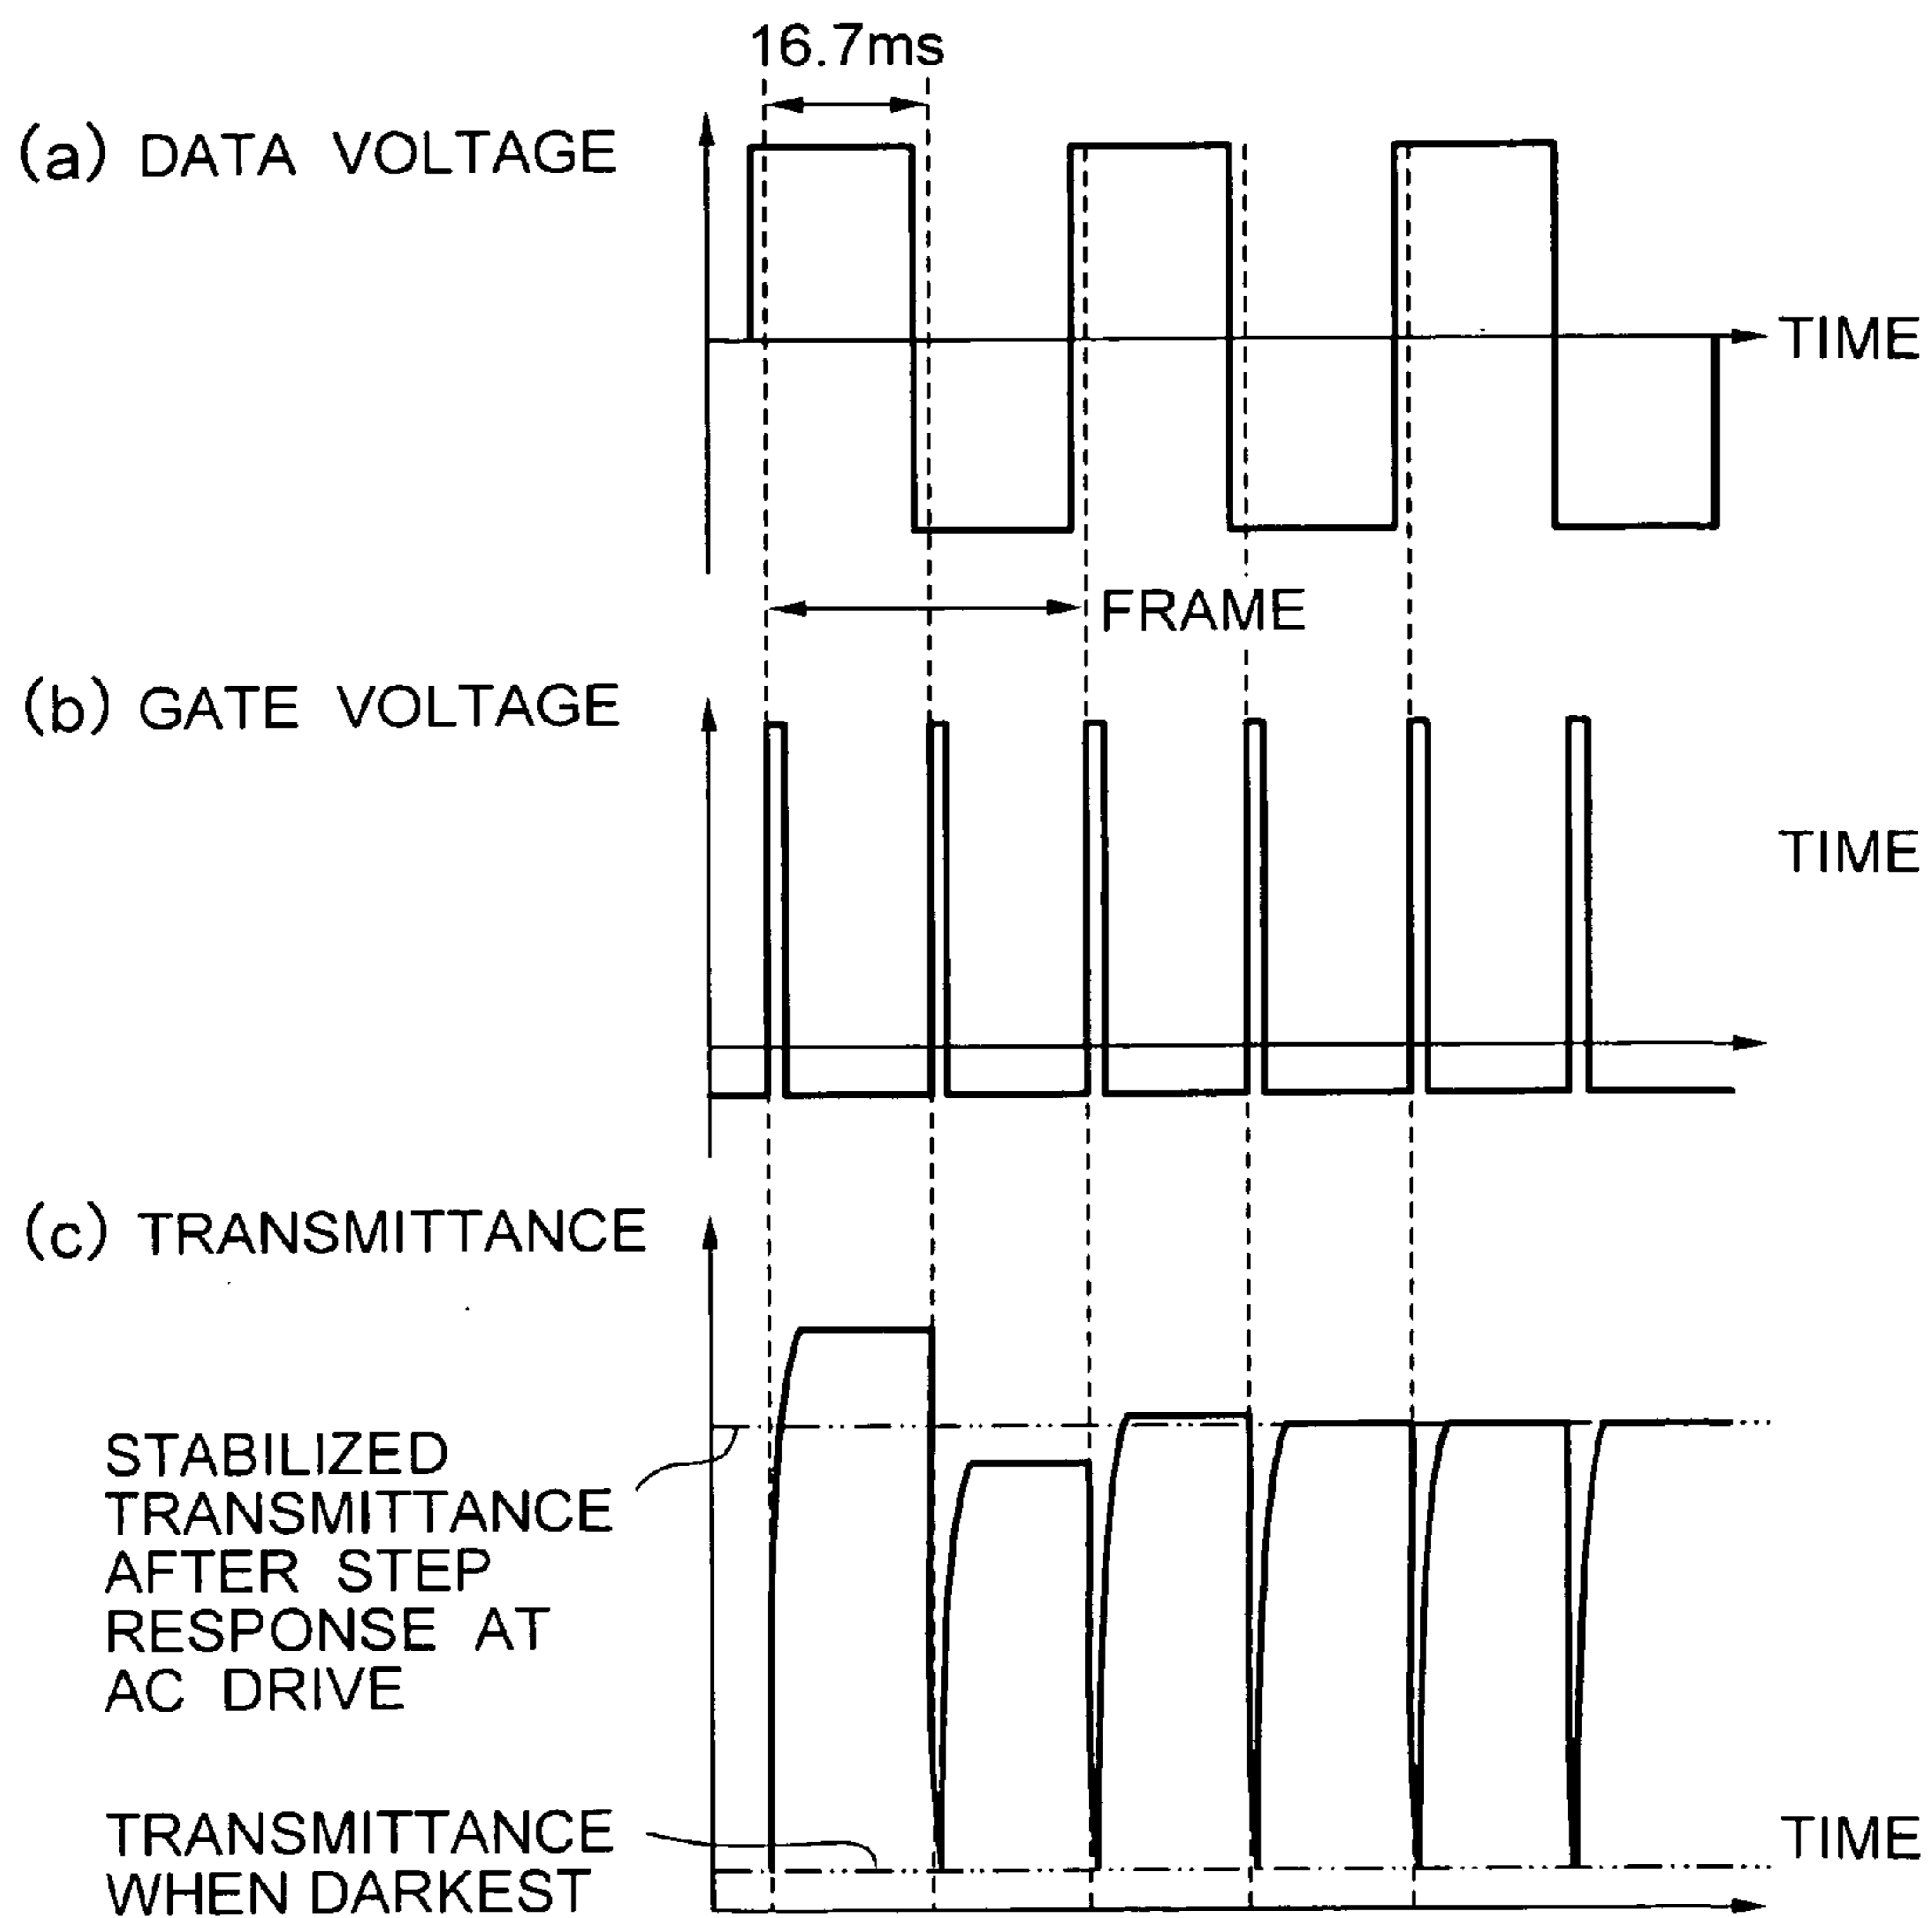 16.7ms
(a) DATA VOLTAGE
TIME
FRAME
(b) GATE VOLTAGE
TIME
(c) TRANSMITTANCE
STABILIZED
TRANSMITTANCE
AFTER STEP
RESPONSE AT
AC DRIVE
TRANSMITTANCE
WHEN DARKEST
TIME